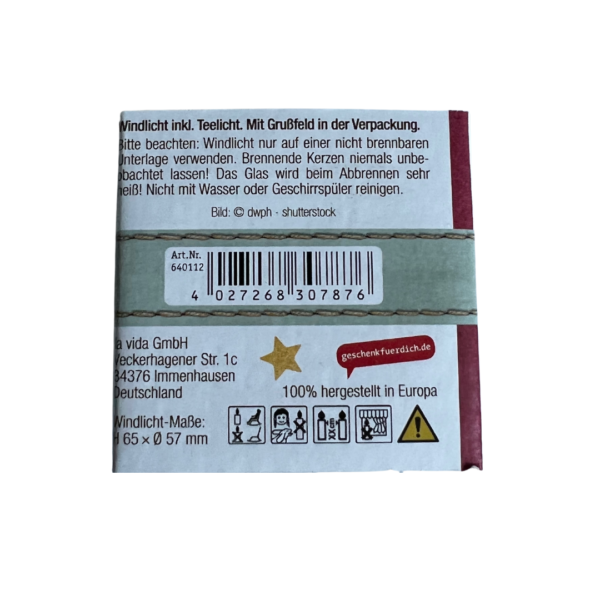 Windlicht inkl. Teelicht. Mit Grußfeld in der Verpackung.
Bitte beachten: Windlicht nur auf einer nicht brennbaren
Unterlage verwenden. Brennende Kerzen niemals unbe-
obachtet lassen! Das Glas wird beim Abbrennen sehr
heiß! Nicht mit Wasser oder Geschirrspüler reinigen.
Bild: © dwph - shutterstock
Art.Nr.
640112
4 027268 307876
la vida GmbH
Veckerhagener Str. 1c
34376 Immenhausen
Deutschland
geschenkfuerdich.de
100% hergestellt in Europa
Windlicht-Maße:
H 65 x Ø 57 mm